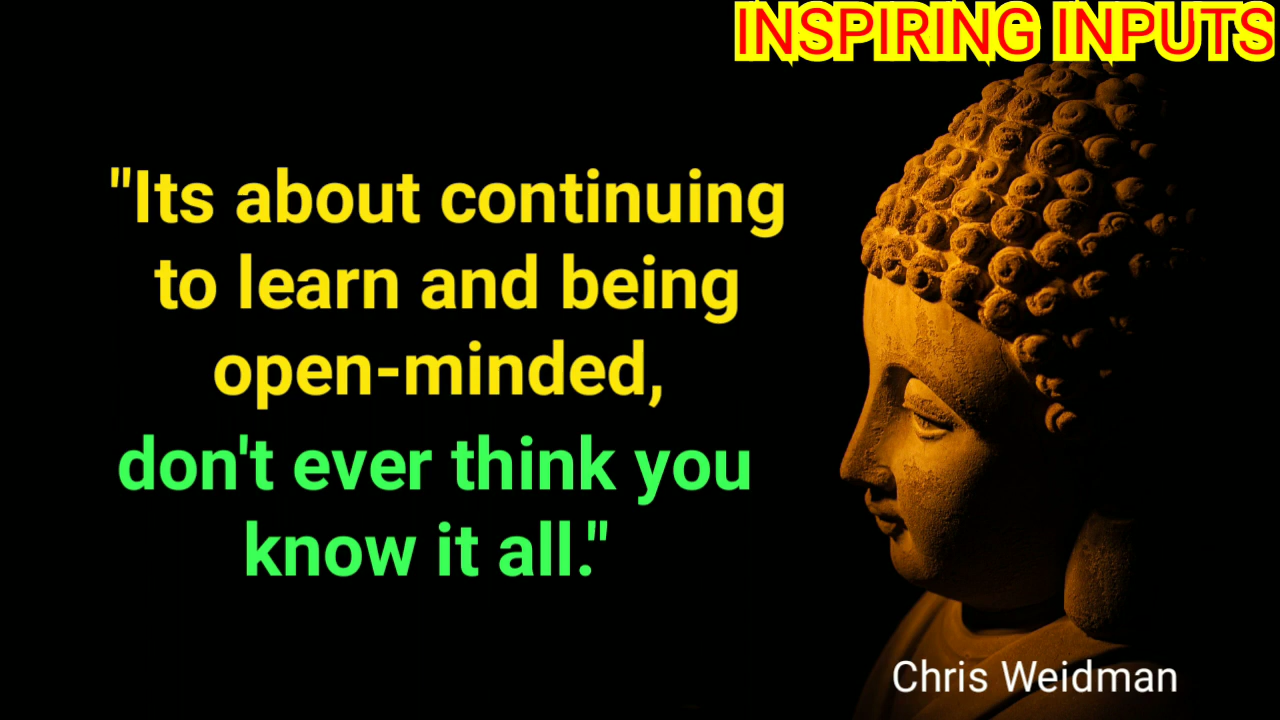 INSPIRING INPUTS
"Its about continuing
to learn and being
open-minded,
don't ever think you
know it all."
Chris Weidman